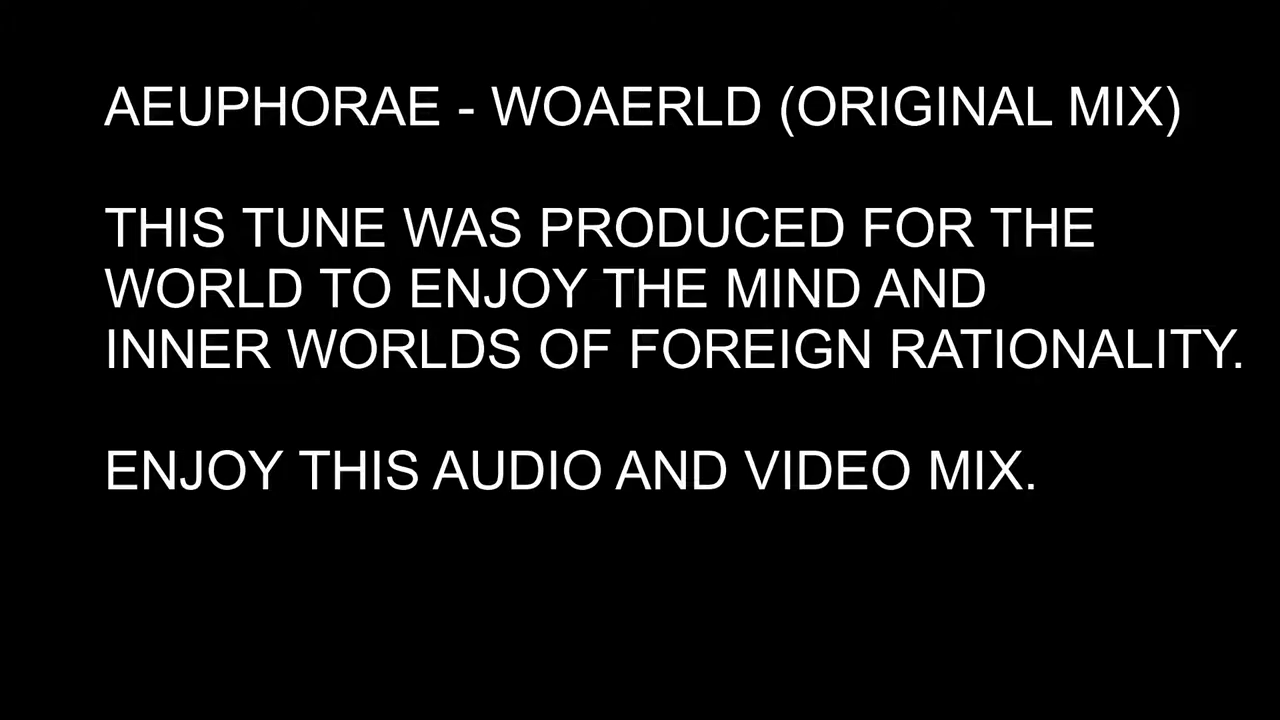 AEUPHORAE - WOAERLD (ORIGINAL MIX)
THIS TUNE WAS PRODUCED FOR THE
WORLD TO ENJOY THE MIND AND
INNER WORLDS OF FOREIGN RATIONALITY.
ENJOY THIS AUDIO AND VIDEO MIX.